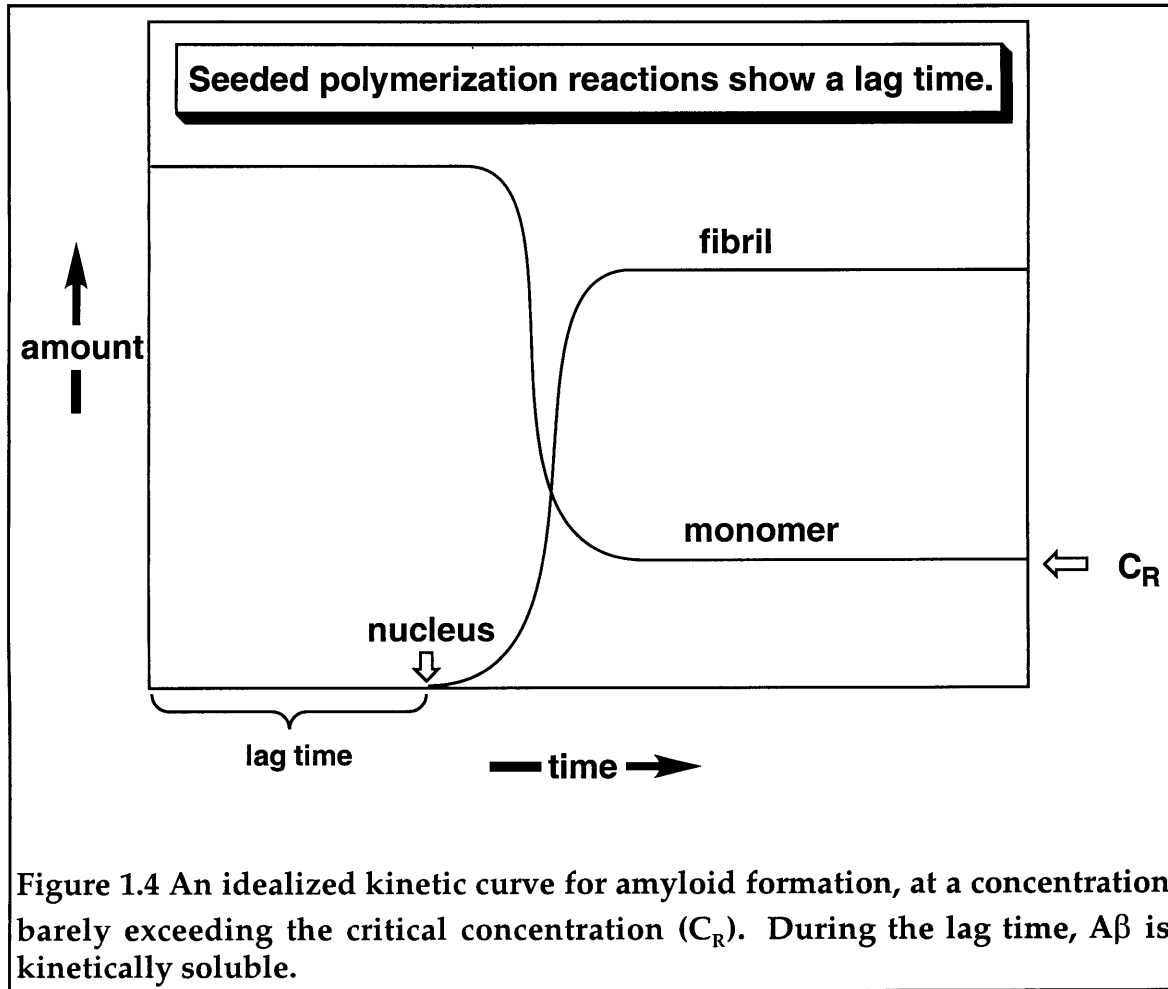 Seeded polymerization reactions show a lag time.
fibril
amount
monomer
C_R
nucleus
lag time
time
Figure 1.4 An idealized kinetic curve for amyloid formation, at a concentration
barely exceeding the critical concentration (C_R). During the lag time, Aβ is
kinetically soluble.